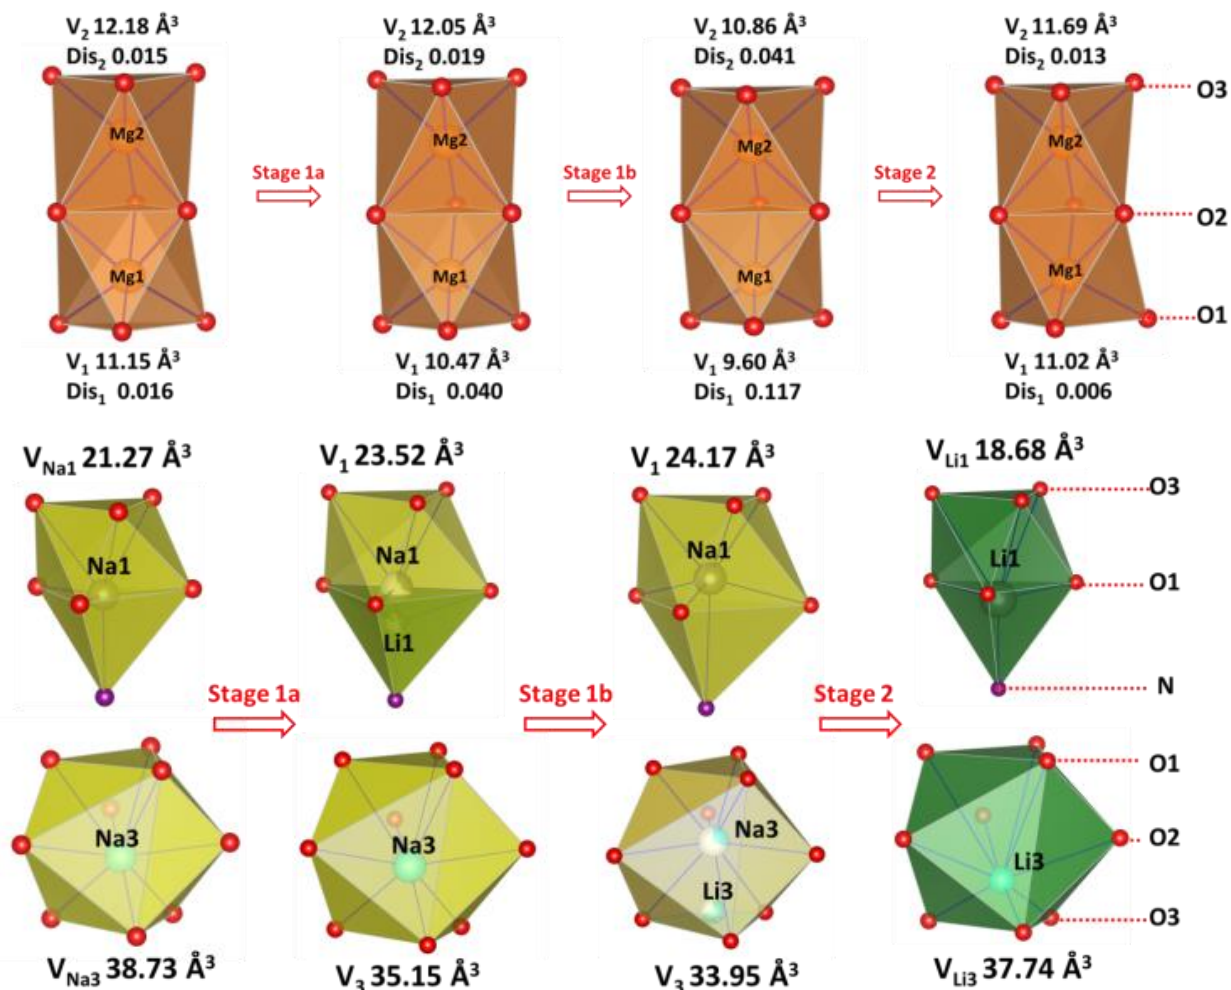 V₂ 12.18 Å³
Dis₂ 0.015
V₂ 12.05 Å³
Dis₂ 0.019
V₂ 10.86 Å³
Dis₂ 0.041
V₂ 11.69 Å³
Dis₂ 0.013
O3
Mg2
Mg2
Mg2
Mg2
Stage 1a
Stage 1b
Stage 2
O2
Mg1
Mg1
Mg1
Mg1
O1
V₁ 11.15 Å³
Dis₁ 0.016
V₁ 10.47 Å³
Dis₁ 0.040
V₁ 9.60 Å³
Dis₁ 0.117
V₁ 11.02 Å³
Dis₁ 0.006
V_Na1 21.27 Å³
V₁ 23.52 Å³
V₁ 24.17 Å³
V_Li1 18.68 Å³
O3
Na1
Na1
Na1
Li1
O1
Li1
N
Stage 1a
Stage 1b
Stage 2
O1
Na3
Na3
Na3
O2
Li3
Li3
O3
V_Na3 38.73 Å³
V₃ 35.15 Å³
V₃ 33.95 Å³
V_Li3 37.74 Å³